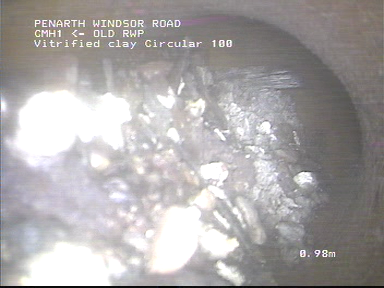 PENARTH WINDSOR ROAD
CMH1 <- OLD RWP
Vitrified clay Circular 100
0.98m